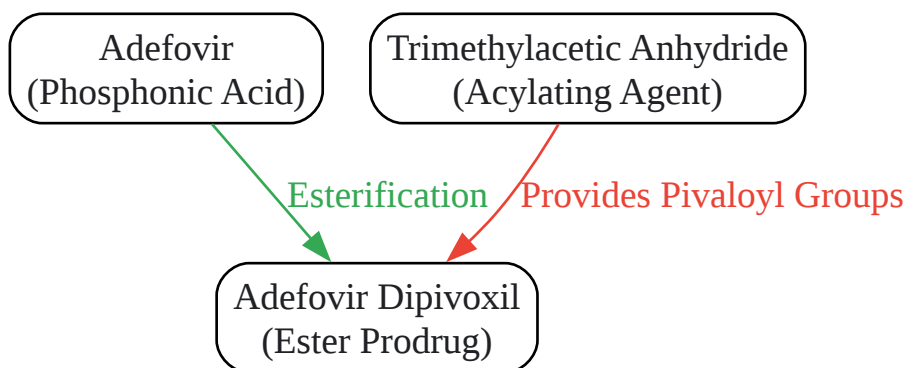 Adefovir
(Phosphonic Acid)
Trimethylacetic Anhydride
(Acylating Agent)
Esterification
Provides Pivaloyl Groups
Adefovir Dipivoxil
(Ester Prodrug)